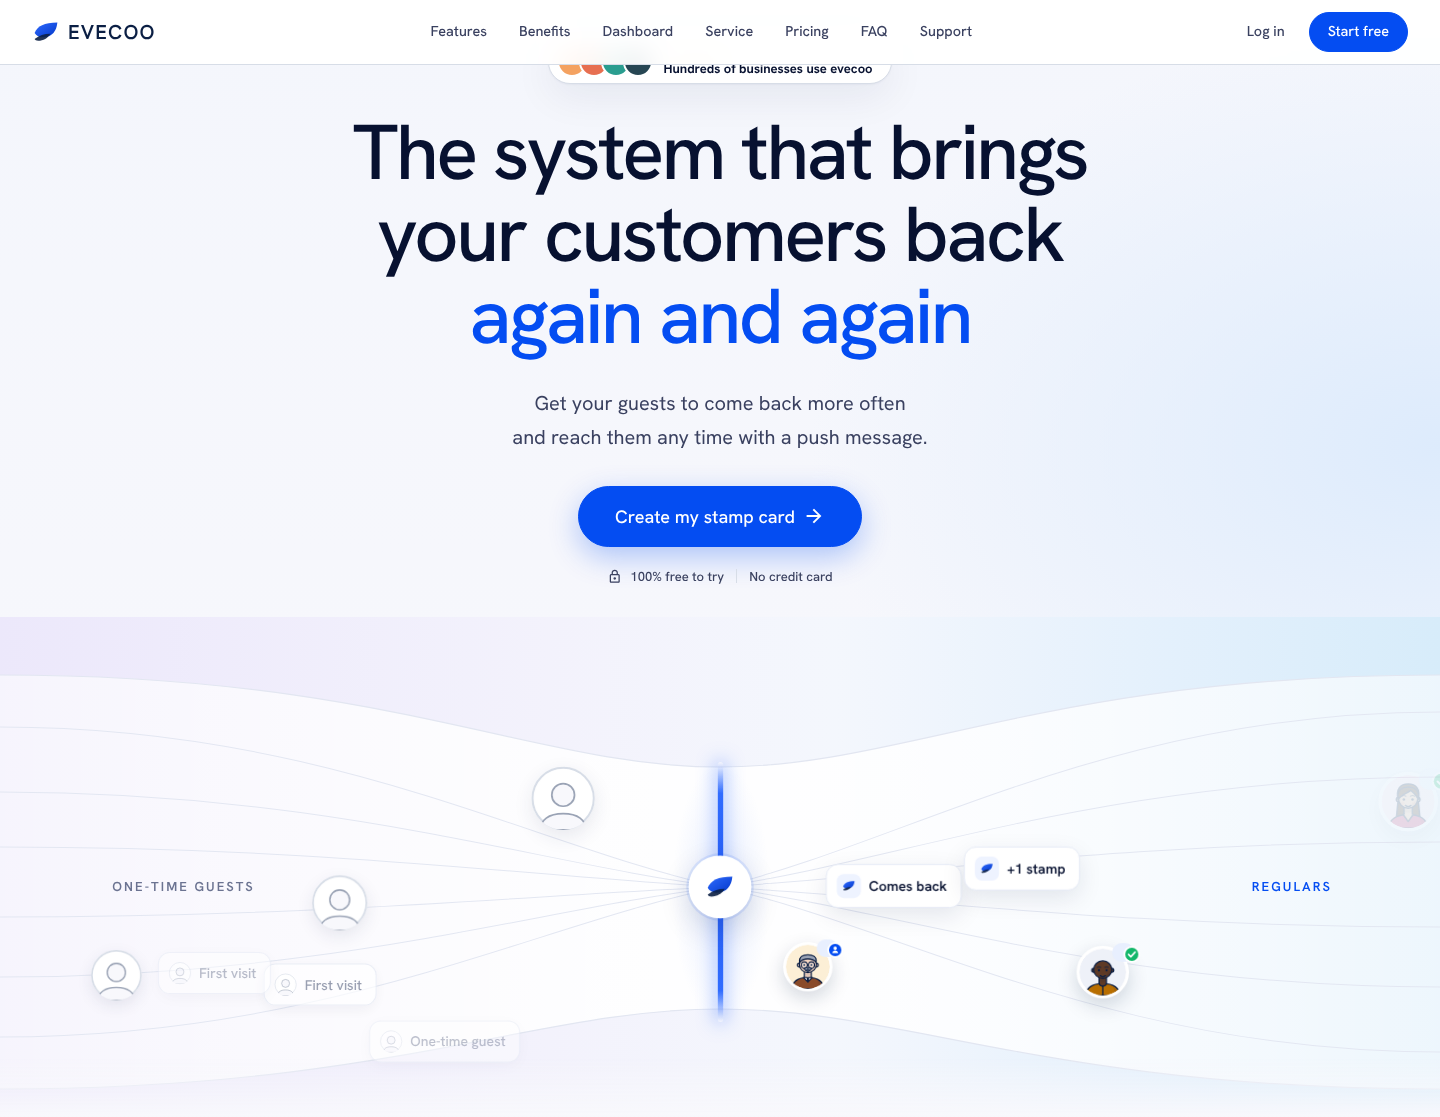 EVECOO
Features
Benefits
Dashboard
Service
Pricing
FAQ
Support
Log in
Start free
Hundreds of businesses use evecoo
The system that brings
your customers back
again and again
Get your guests to come back more often
and reach them any time with a push message.
Create my stamp card
100% free to try
No credit card
+1 stamp
Comes back
ONE-TIME GUESTS
REGULARS
First visit
First visit
One-time guest